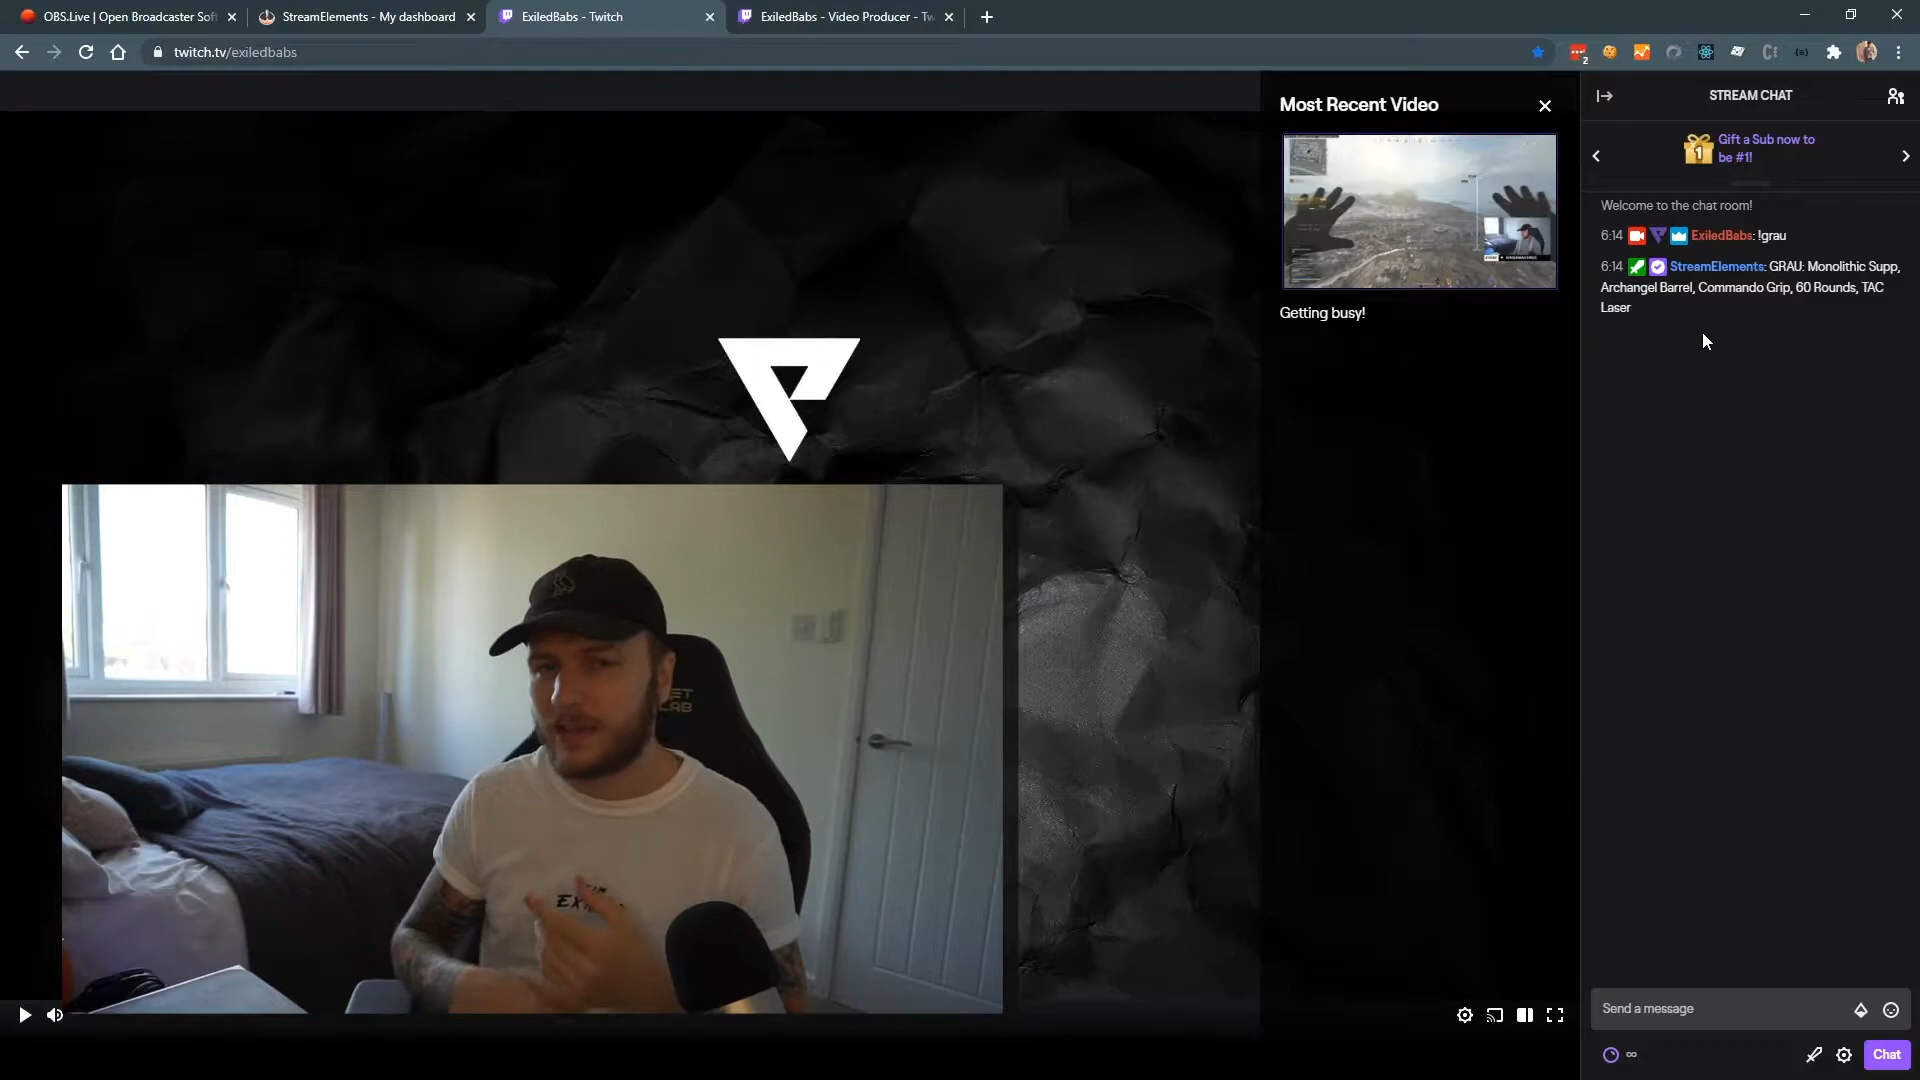 OBS.Live | Open Broadcaster Soft
StreamElements - My dashboard
ExiledBabs - Twitch
ExiledBabs - Video Producer - Tw
twitch.tv/exiledbabs
2
Most Recent Video
Getting busy!
STREAM CHAT
1
Gift a Sub now to
be #1!
Welcome to the chat room!
6:14 ExiledBabs: !grau
6:14 StreamElements: GRAU: Monolithic Supp,
Archangel Barrel, Commando Grip, 60 Rounds, TAC
Laser
Send a message
Chat